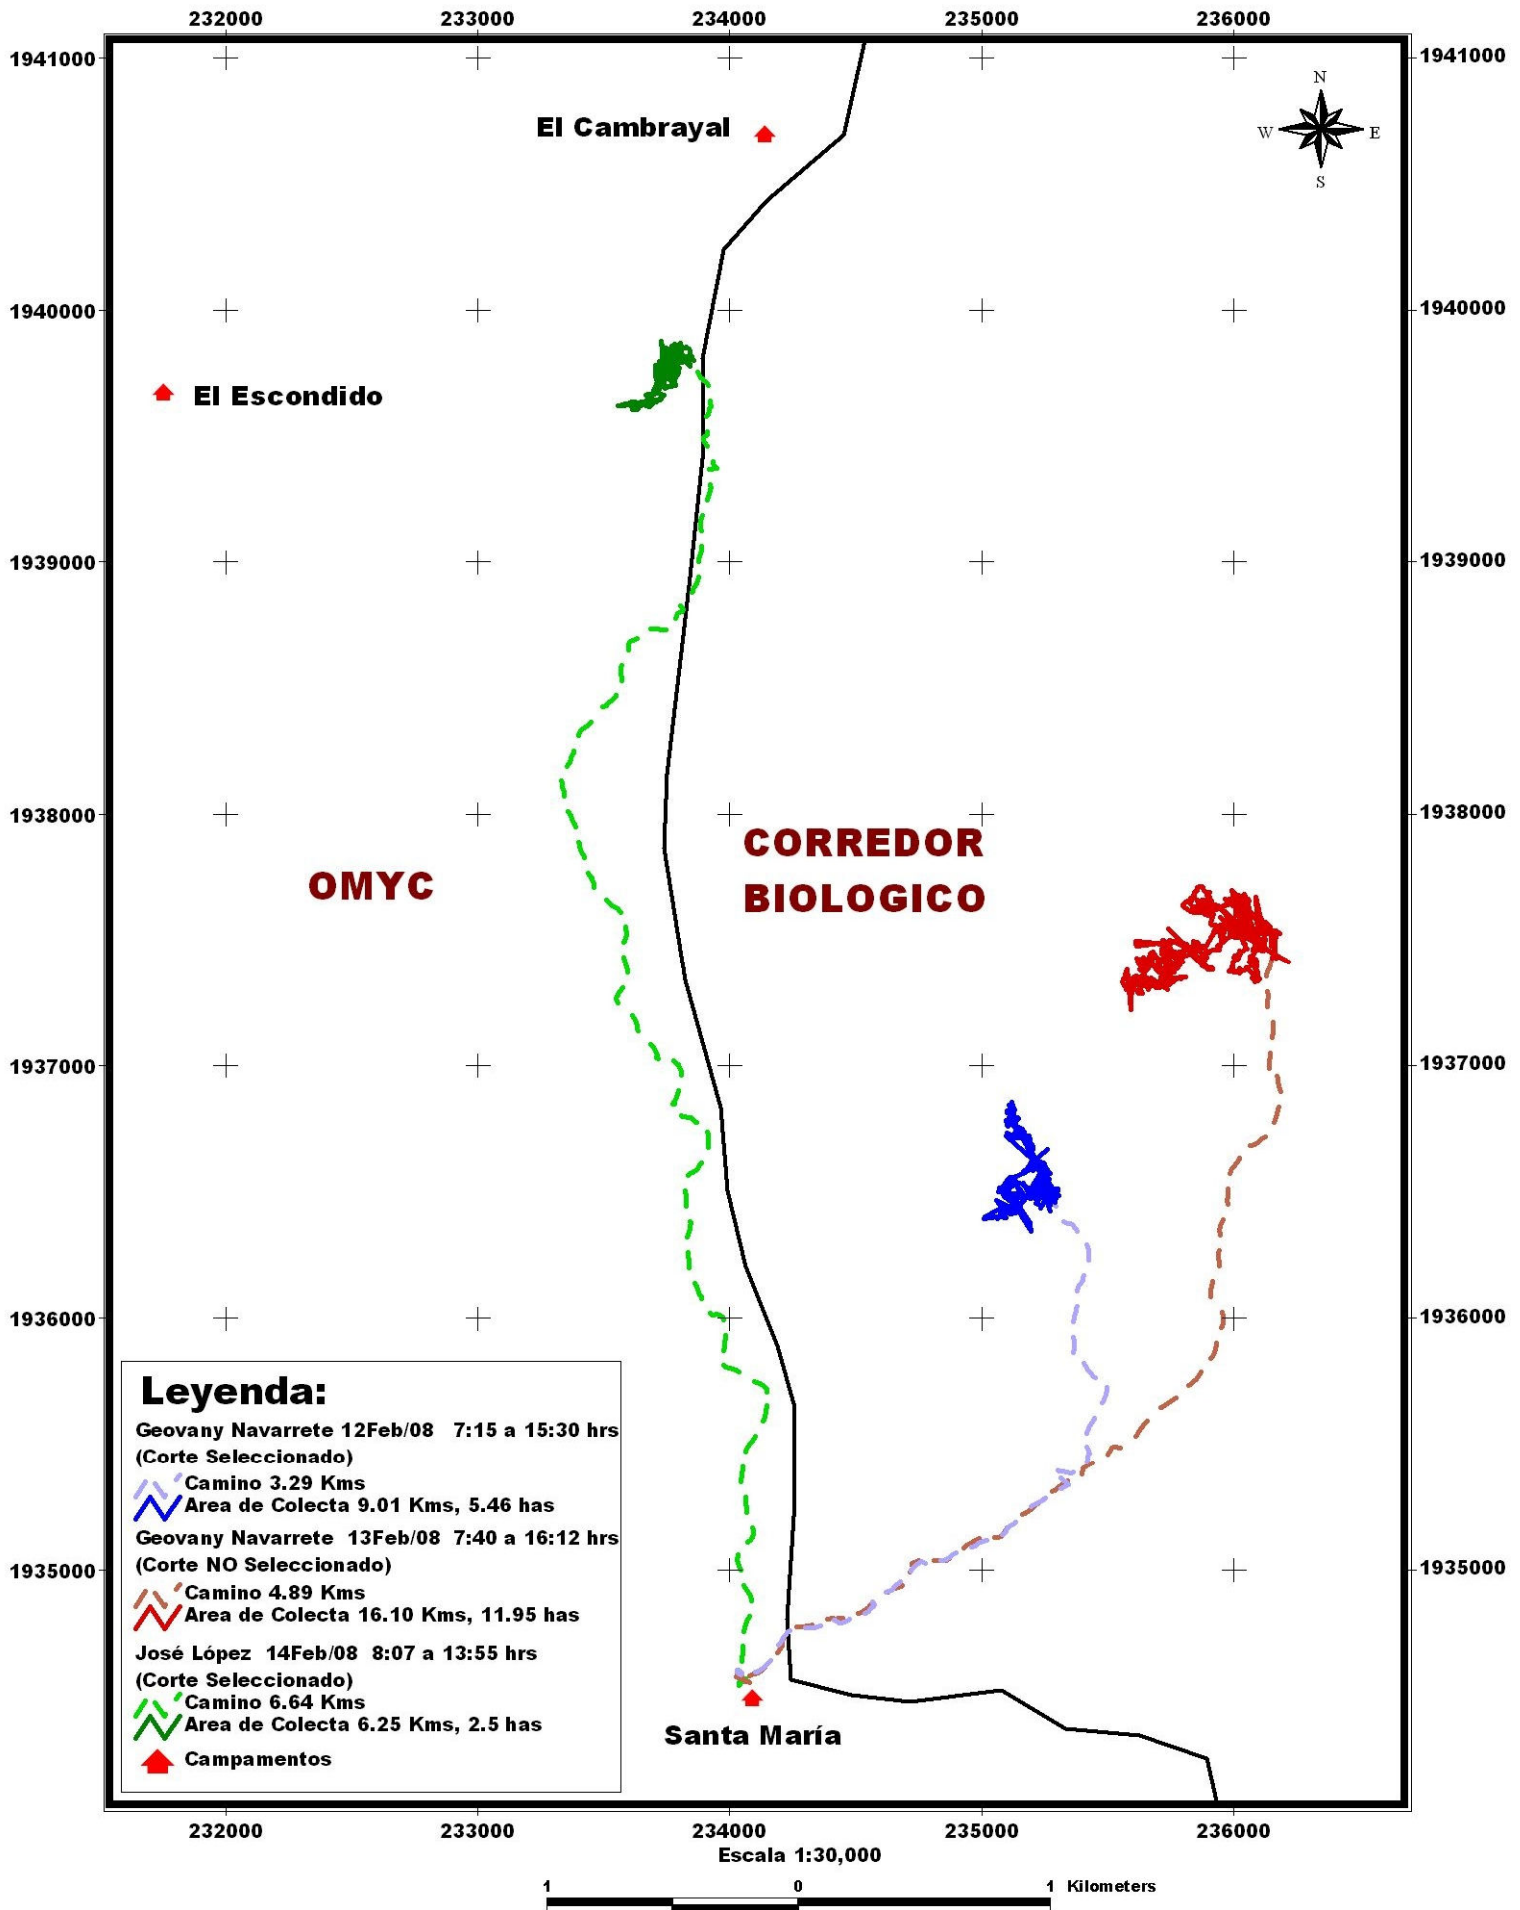 232000 233000 234000 235000 236000
1941000 1941000
N
W E
S
El Cambrayal
1940000 1940000
El Escondido
1939000 1939000
1938000 1938000
CORREDOR
BIOLOGICO
OMYC
1937000 1937000
1936000 1936000
Leyenda:
Geovany Navarrete 12Feb/08 7:15 a 15:30 hrs
(Corte Seleccionado)
Camino 3.29 Kms
Area de Colecta 9.01 Kms, 5.46 has
Geovany Navarrete 13Feb/08 7:40 a 16:12 hrs
(Corte NO Seleccionado)
Camino 4.89 Kms
Area de Colecta 16.10 Kms, 11.95 has
José López 14Feb/08 8:07 a 13:55 hrs
(Corte Seleccionado)
Camino 6.64 Kms
Area de Colecta 6.25 Kms, 2.5 has
Campamentos
1935000 1935000
Santa María
232000 233000 234000 235000 236000
Escala 1:30,000
1 0 1 Kilometers